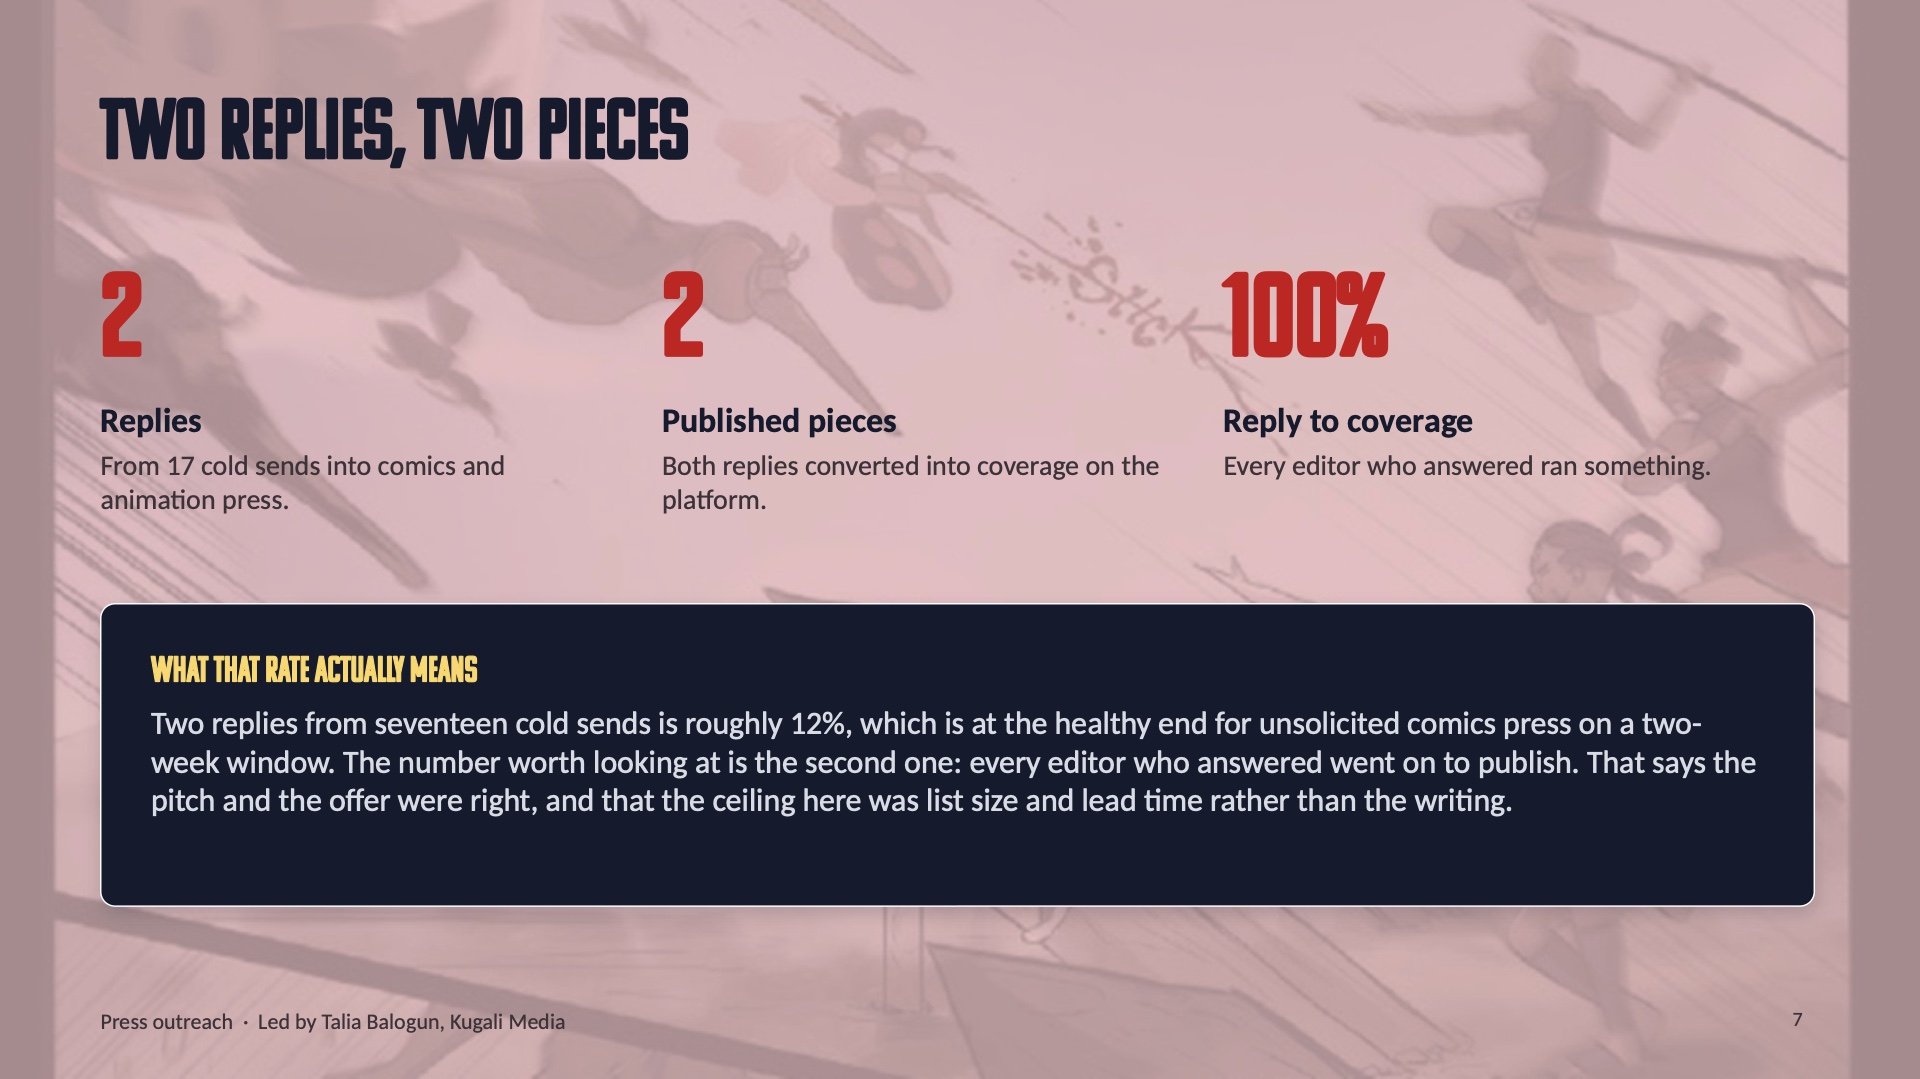 TWO REPLIES, TWO PIECES
2
Replies
From 17 cold sends into comics and
animation press.
2
Published pieces
Both replies converted into coverage on the
platform.
100%
Reply to coverage
Every editor who answered ran something.
Stick
WHAT THAT RATE ACTUALLY MEANS
Two replies from seventeen cold sends is roughly 12%, which is at the healthy end for unsolicited comics press on a two-
week window. The number worth looking at is the second one: every editor who answered went on to publish. That says the
pitch and the offer were right, and that the ceiling here was list size and lead time rather than the writing.
Press outreach · Led by Talia Balogun, Kugali Media
7